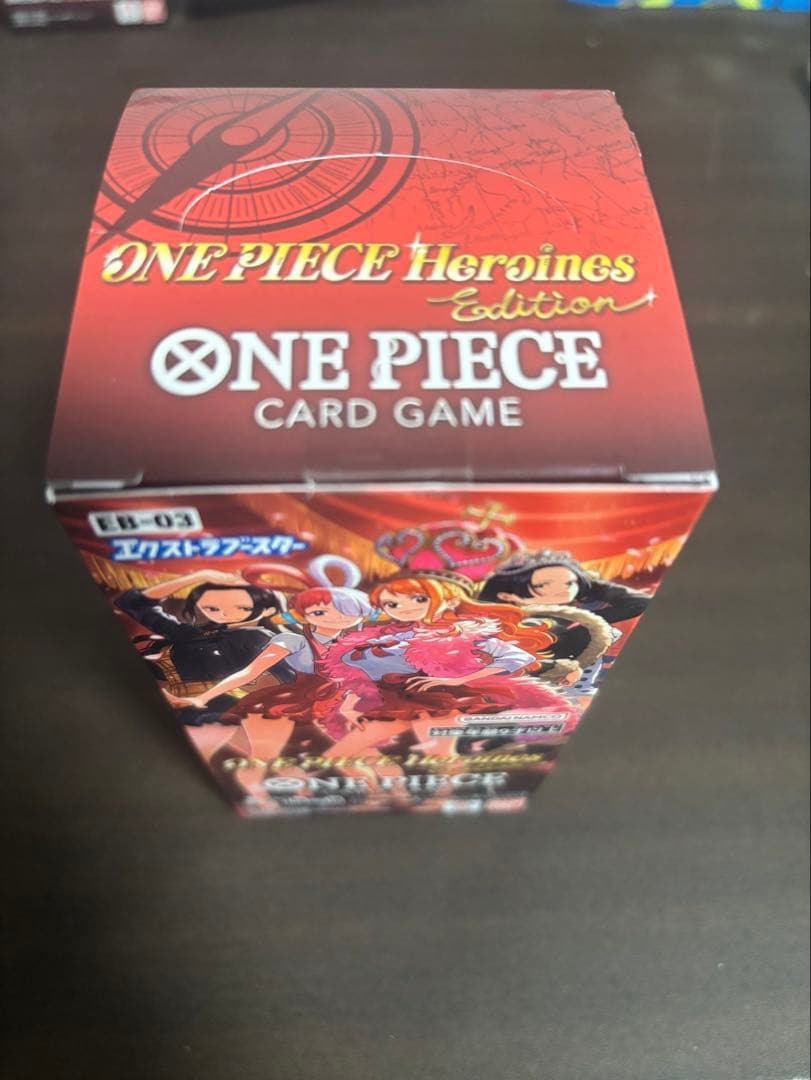 ONE PIECE Heroines
Edition
ONE PIECE
CARD GAME
EB-03
エクストラブースター
BANDAI NAMCO
ONE PIECE Heroines
ONE PIECE